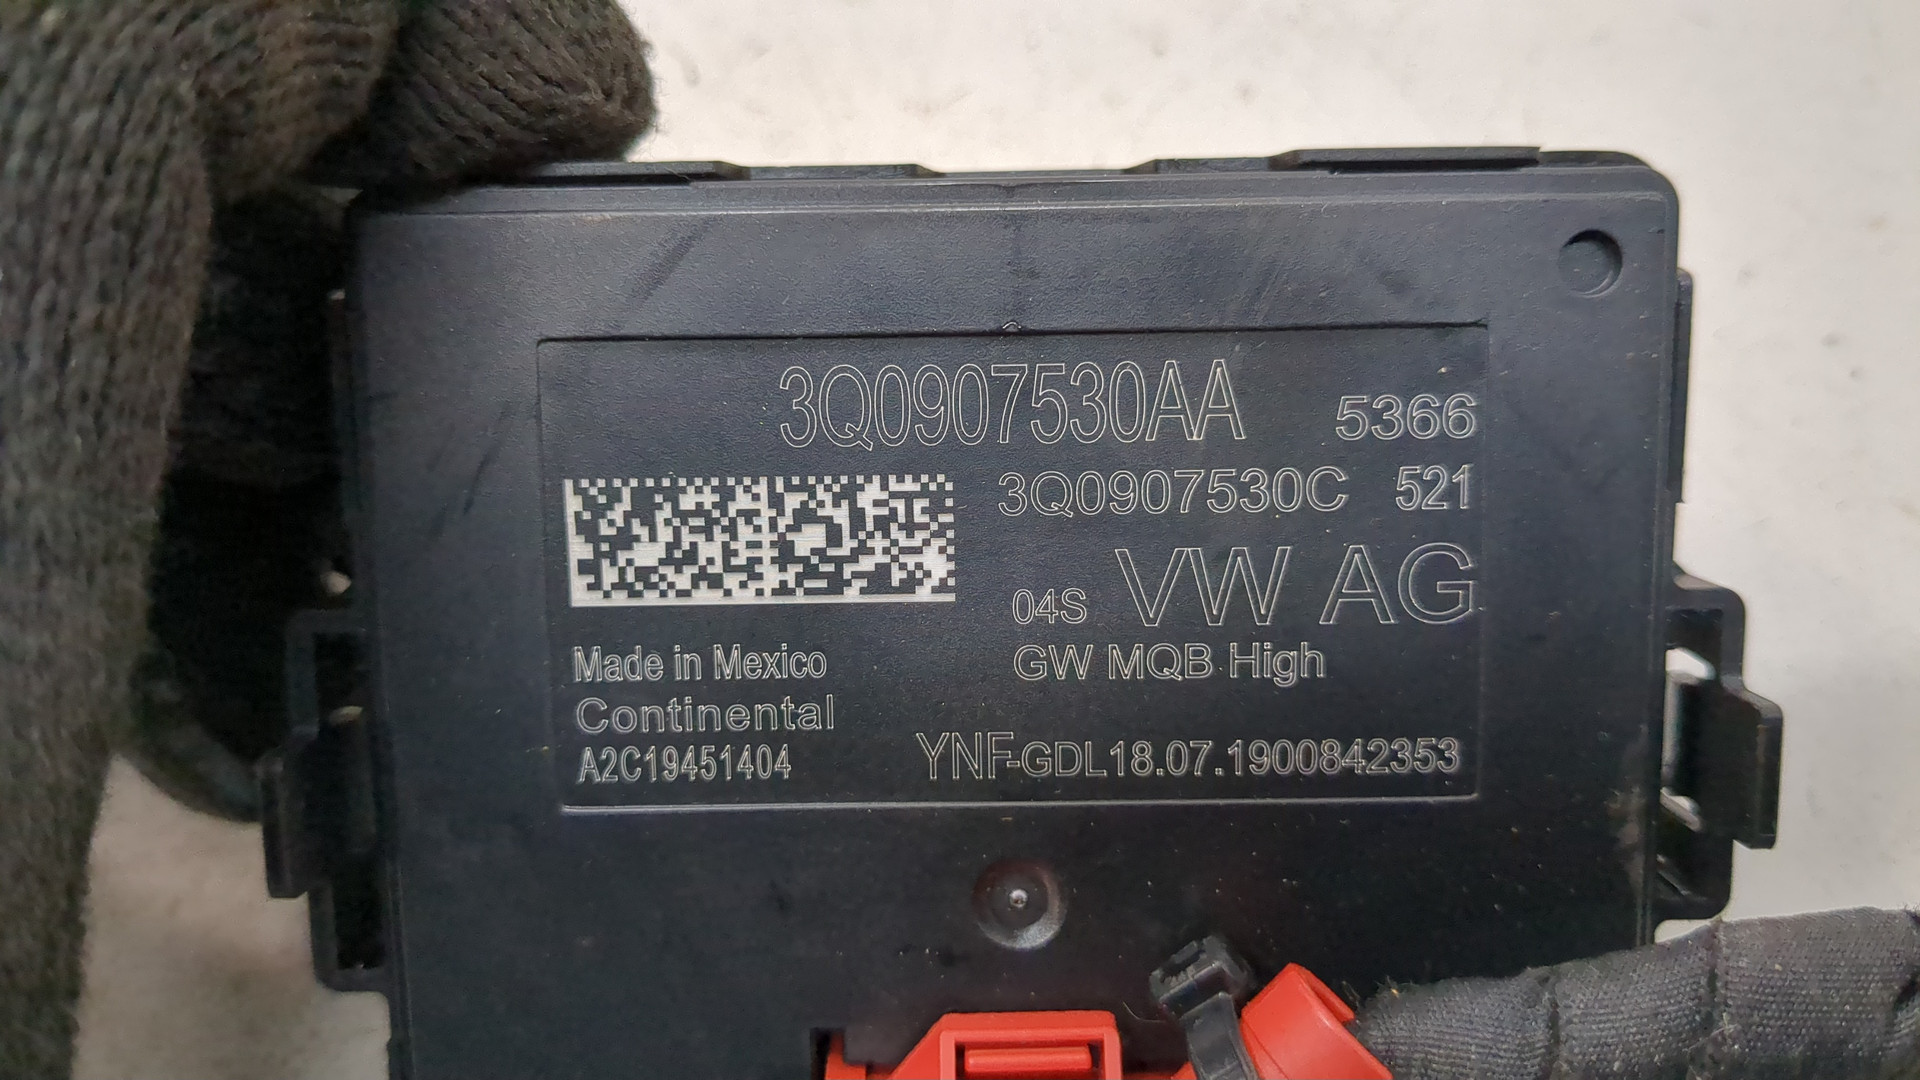 3Q0907530AA 5366
3Q0907530C 521
04S VW AG
Made in Mexico GW MQB High
Continental
A2C19451404 YNF-GDL18.07.1900842353